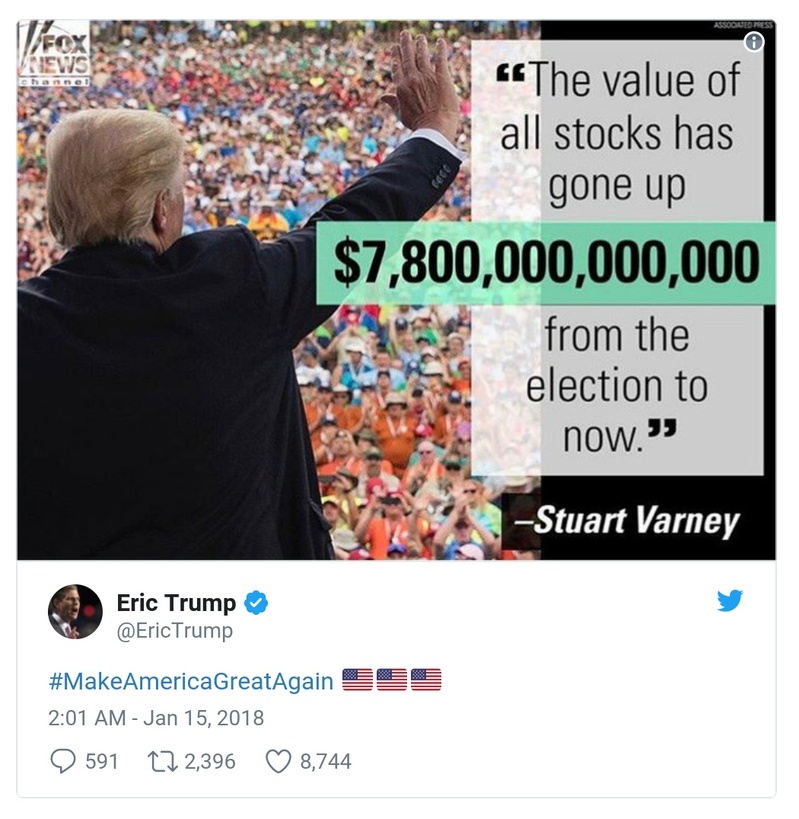 ASSOCIATED PRESS
FOX
NEWS
channel
“The value of
all stocks has
gone up
$7,800,000,000,000
from the
election to
now.”
–Stuart Varney
Eric Trump
@EricTrump
#MakeAmericaGreatAgain 🇺🇸🇺🇸🇺🇸
2:01 AM - Jan 15, 2018
591 2,396 8,744